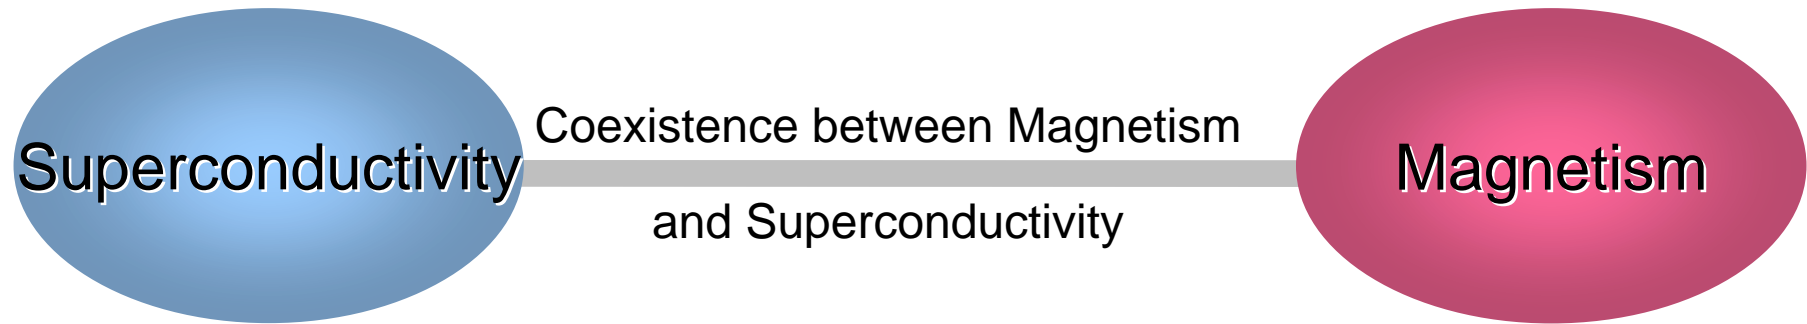 Superconductivity
Coexistence between Magnetism
and Superconductivity
Magnetism